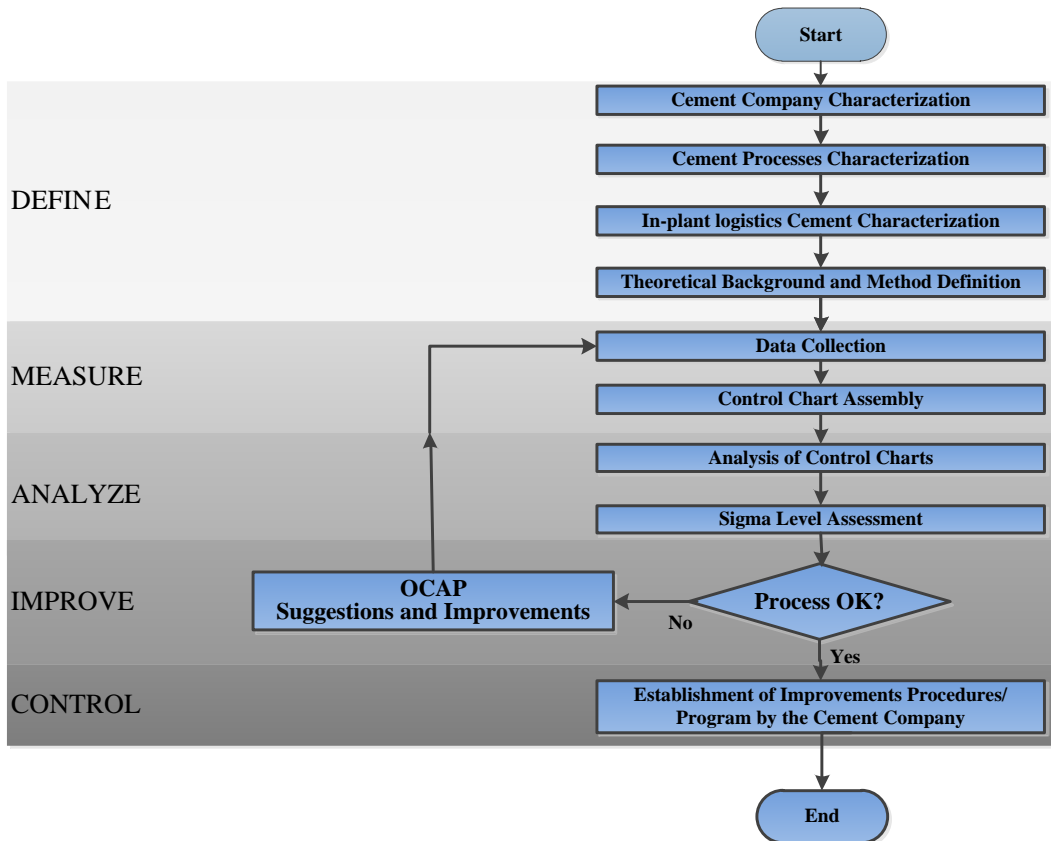 Start
Cement Company Characterization
Cement Processes Characterization
DEFINE
In-plant logistics Cement Characterization
Theoretical Background and Method Definition
Data Collection
MEASURE
Control Chart Assembly
Analysis of Control Charts
ANALYZE
Sigma Level Assessment
IMPROVE
OCAP
Suggestions and Improvements
Process OK?
No
Yes
CONTROL
Establishment of Improvements Procedures/
Program by the Cement Company
End